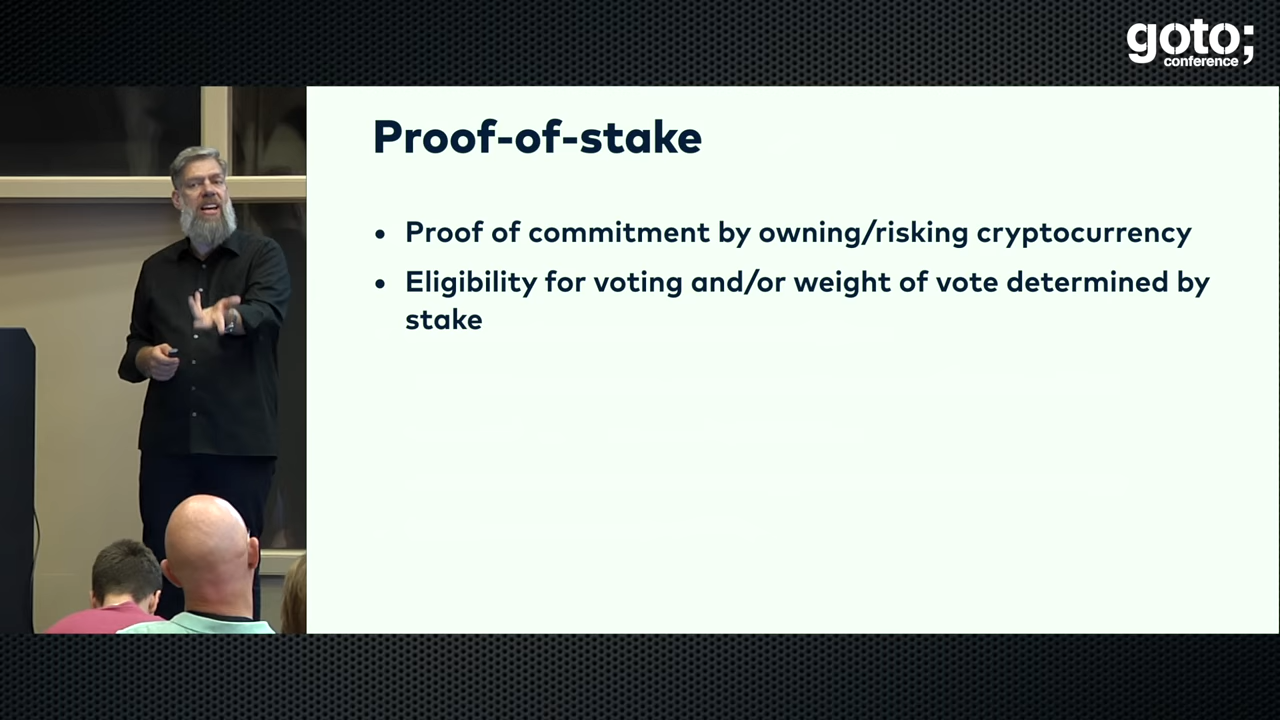 goto;
conference
Proof-of-stake
• Proof of commitment by owning/risking cryptocurrency
• Eligibility for voting and/or weight of vote determined by
stake